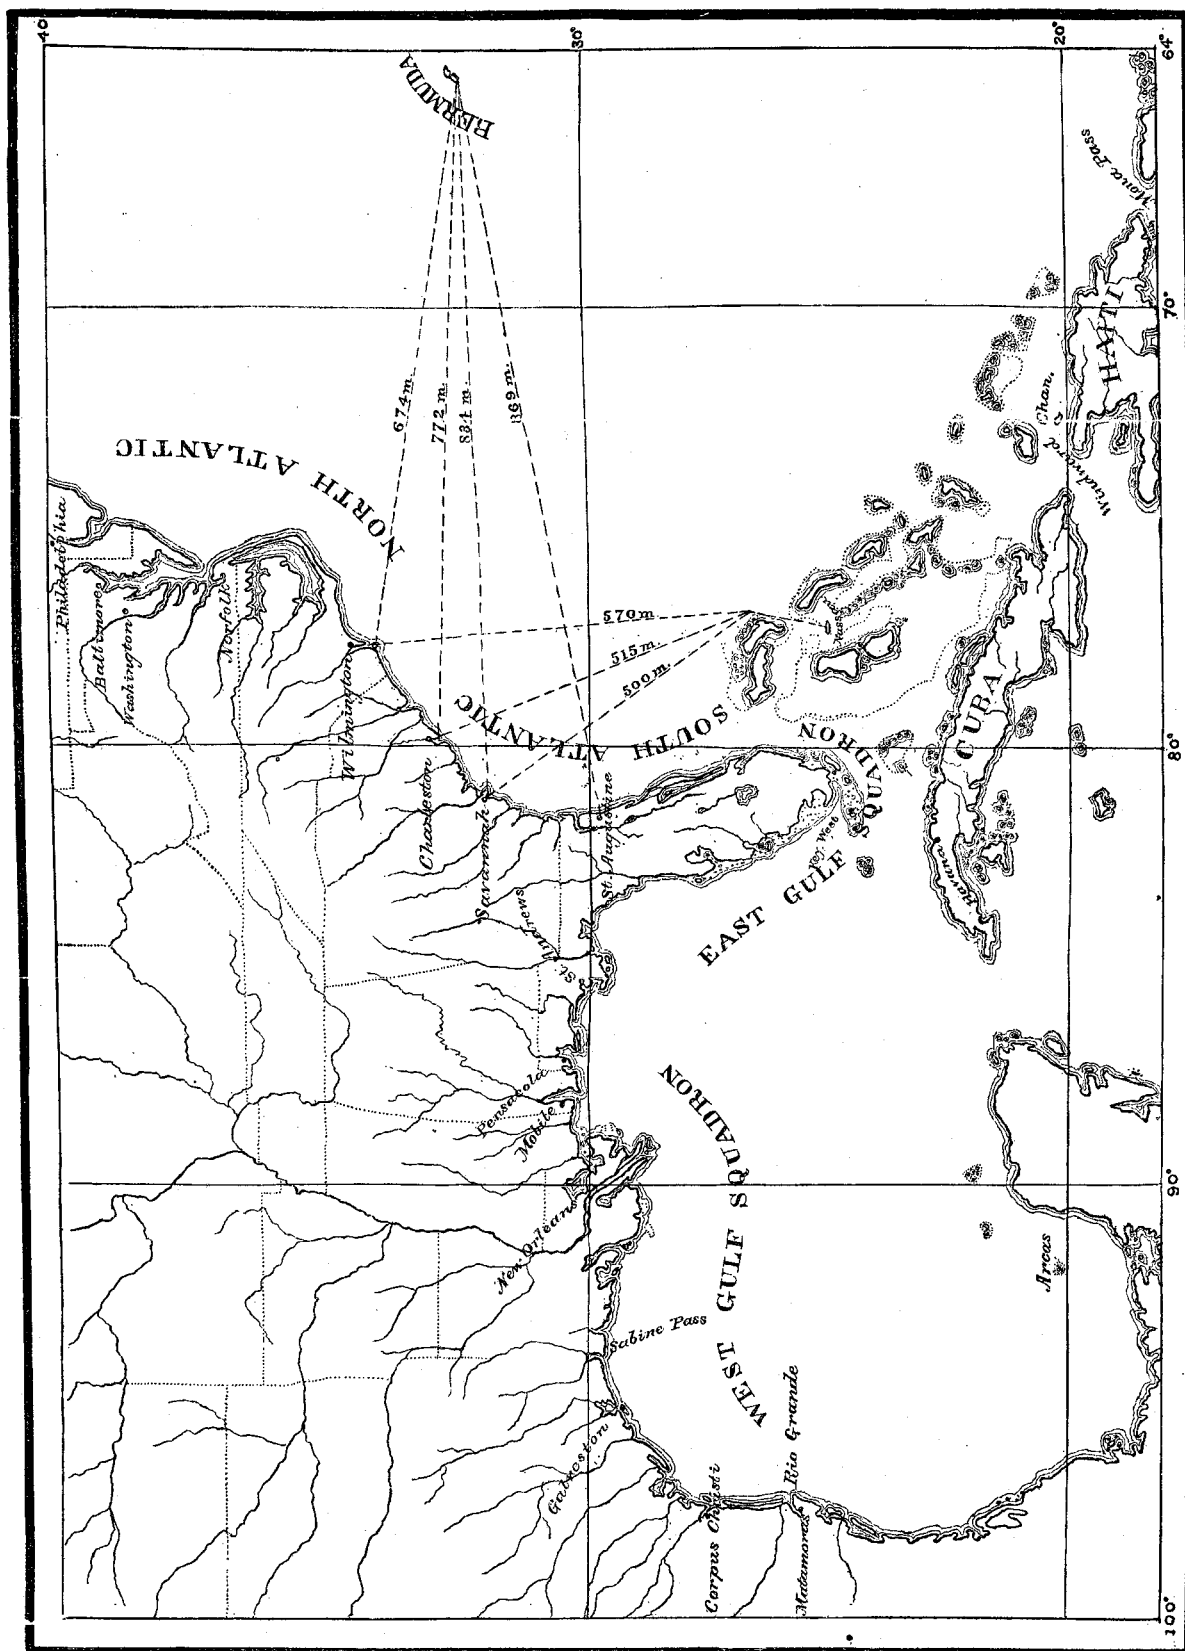 40
30°
20°
64°
70°
80°
90°
100°
BERMUDA
674 m.
772 m.
834 m.
869 m.
570 m.
515 m.
500 m.
NORTH ATLANTIC
SOUTH ATLANTIC
SQUADRON
EAST GULF
WEST GULF SQUADRON
Philadelphia
Baltimore
Washington
Norfolk
Wilmington
Charleston
Savannah
St. Augustine
St. Andrews
Pensacola
Mobile
New Orleans
Sabine Pass
Galveston
Corpus Christi
Rio Grande
Matamoras
Key West
Nassau
Havana
CUBA
HAITI
Windward Chan.
Mona Pass
Arcas